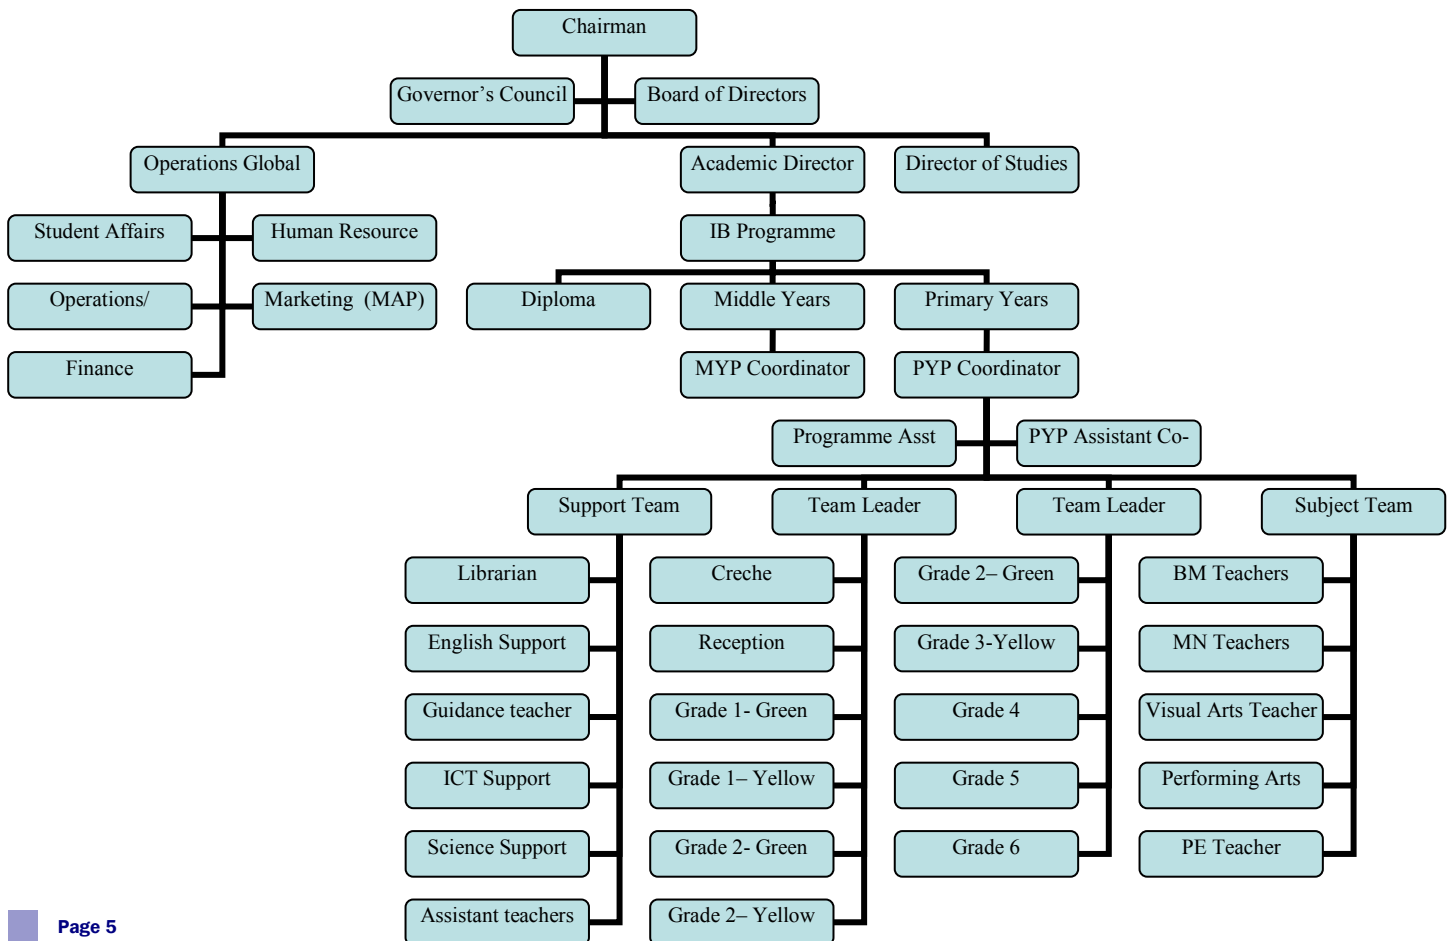 Chairman
Governor’s Council
Board of Directors
Operations Global
Academic Director
Director of Studies
Student Affairs
Human Resource
IB Programme
Operations/
Marketing  (MAP)
Diploma
Middle Years
Primary Years
Finance
MYP Coordinator
PYP Coordinator
Programme Asst
PYP Assistant Co-
Support Team
Team Leader
Team Leader
Subject Team
Librarian
Creche
Grade 2– Green
BM Teachers
English Support
Reception
Grade 3-Yellow
MN Teachers
Guidance teacher
Grade 1- Green
Grade 4
Visual Arts Teacher
ICT Support
Grade 1– Yellow
Grade 5
Performing Arts
Science Support
Grade 2- Green
Grade 6
PE Teacher
Assistant teachers
Grade 2– Yellow
Page 5